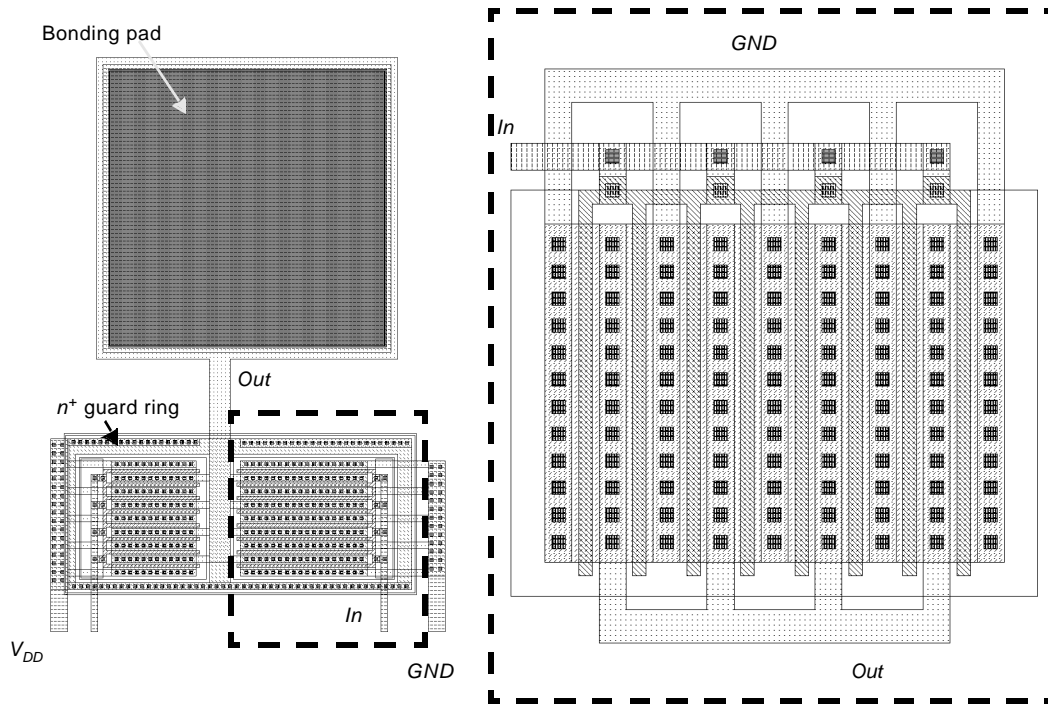 Bonding pad
Out
n+ guard ring
In
VDD
GND
GND
In
Out